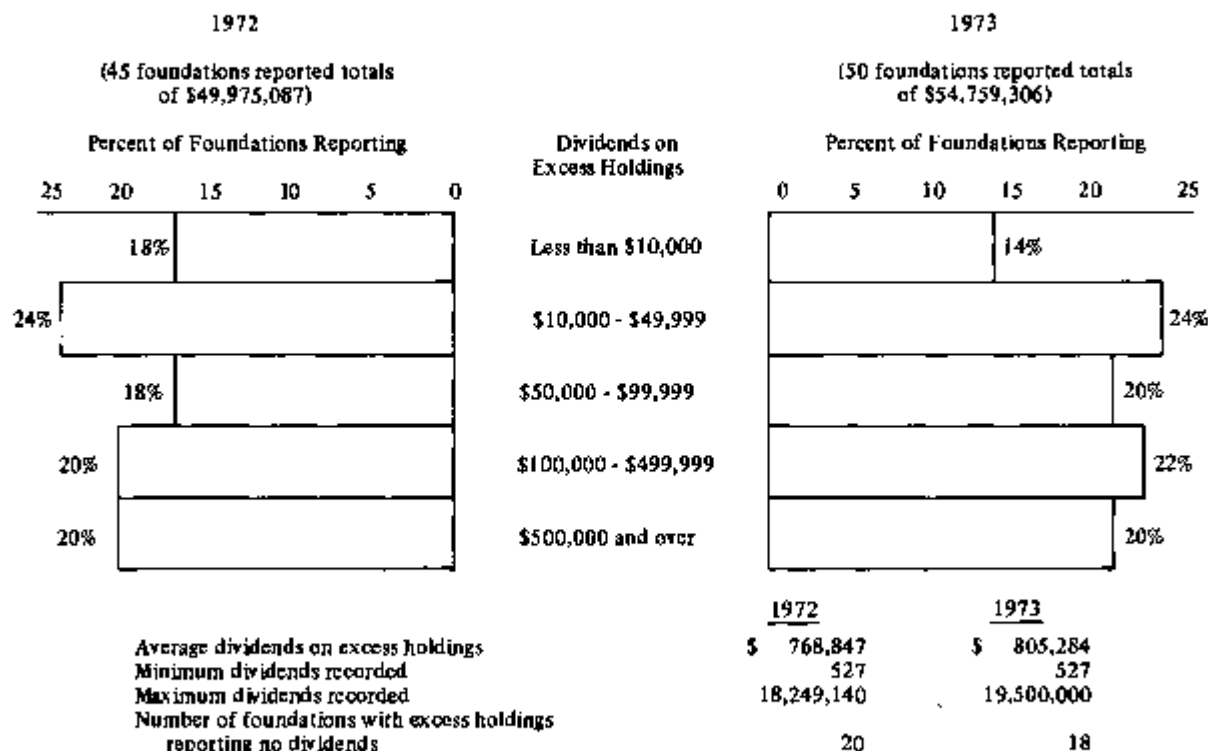 1972 1973
(45 foundations reported totals (50 foundations reported totals
of $49,975,087) of $54,759,306)
Percent of Foundations Reporting Dividends on Percent of Foundations Reporting
Excess Holdings
25 20 15 10 5 0 0 5 10 15 20 25
18% Less than $10,000 14%
24% $10,000 - $49,999 24%
18% $50,000 - $99,999 20%
20% $100,000 - $499,999 22%
20% $500,000 and over 20%
1972 1973
Average dividends on excess holdings $ 768,847 $ 805,284
Minimum dividends recorded 527 527
Maximum dividends recorded 18,249,140 19,500,000
Number of foundations with excess holdings
reporting no dividends 20 18